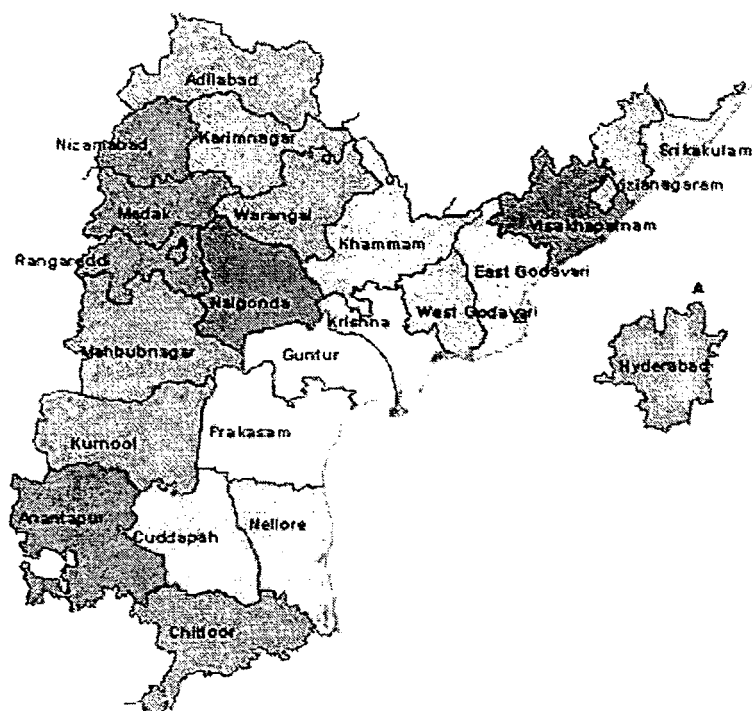 Adilabad
Nizamabad
Karimnagar
Srikakulam
Vizianagaram
Medak
Warangal
Visakhapatnam
Khammam
Rangareddi
East Godavari
A
Nalgonda
West Godavari
Krishna
Mahbubnagar
Guntur
Hyderabad
Prakasam
Kurnool
Anantapur
Nellore
Cuddapah
Chittoor